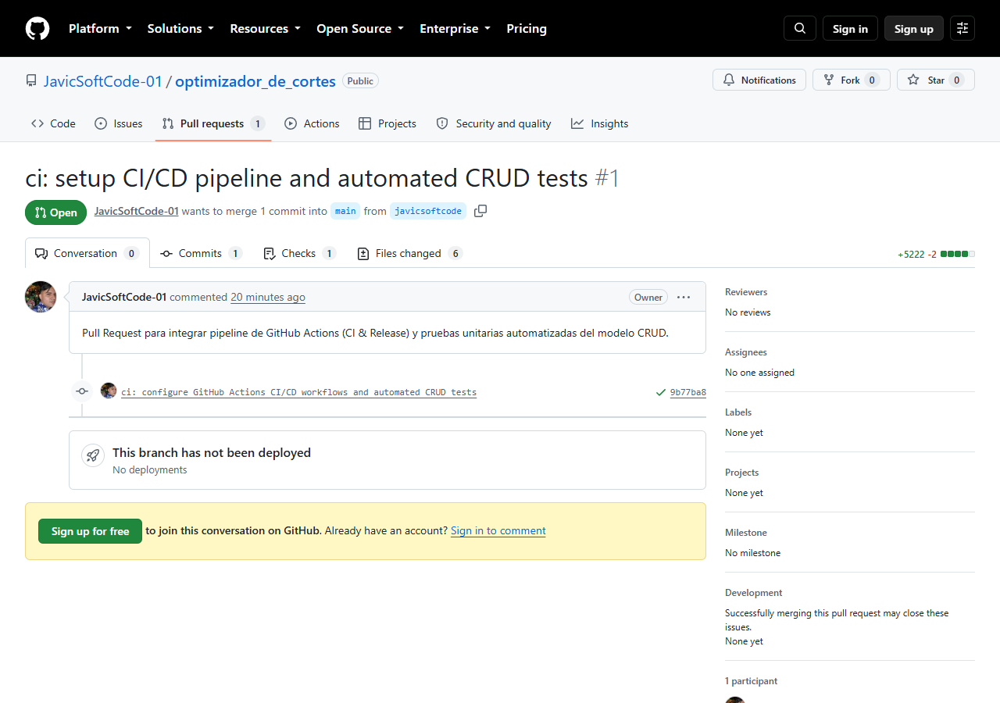 Platform Solutions Resources Open Source Enterprise Pricing Sign in Sign up
JavicSoftCode-01 / optimizador_de_cortes Public Notifications Fork 0 Star 0
Code Issues Pull requests 1 Actions Projects Security and quality Insights
ci: setup CI/CD pipeline and automated CRUD tests #1
Open JavicSoftCode-01 wants to merge 1 commit into main from javicsoftcode
Conversation 0 Commits 1 Checks 1 Files changed 6 +5222 -2
JavicSoftCode-01 commented 20 minutes ago Owner
Pull Request para integrar pipeline de GitHub Actions (CI & Release) y pruebas unitarias automatizadas del modelo CRUD.
ci: configure GitHub Actions CI/CD workflows and automated CRUD tests 9b77ba8
This branch has not been deployed
No deployments
Sign up for free to join this conversation on GitHub. Already have an account? Sign in to comment
Reviewers
No reviews
Assignees
No one assigned
Labels
None yet
Projects
None yet
Milestone
No milestone
Development
Successfully merging this pull request may close these
issues.
None yet
1 participant